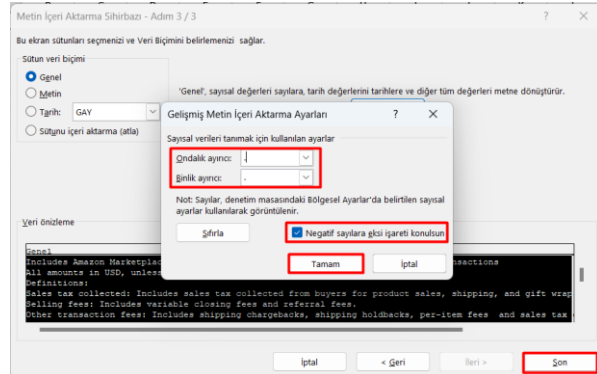 Metin İçeri Aktarma Sihirbazı - Adım 3 / 3
Bu ekran sütunları seçmenizi ve Veri Biçimini belirlemenizi sağlar.
Sütun veri biçimi
Genel
Metin
Tarih: GAY
Sütunu içeri aktarma (atla)
'Genel', sayısal değerleri sayılara, tarih değerlerini tarihlere ve diğer tüm değerleri metne dönüştürür.
Gelişmiş Metin İçeri Aktarma Ayarları
Sayısal verileri tanımak için kullanılan ayarlar
Ondalık ayırıcı: .
Binlik ayırıcı: .
Not: Sayılar, denetim masasındaki Bölgesel Ayarlar'da belirtilen sayısal
ayarlar kullanılarak görüntülenir.
Sıfırla
Negatif sayılara eksi işareti konulsun
Tamam
İptal
Veri önizleme
Genel
Includes Amazon Marketplac nsactions
All amounts in USD, unless
Definitions:
Sales tax collected: Includes sales tax collected from buyers for product sales, shipping, and gift wrap
Selling fees: Includes variable closing fees and referral fees.
Other transaction fees: Includes shipping chargebacks, shipping holdbacks, per-item fees and sales tax
İptal
< Geri
İleri >
Son